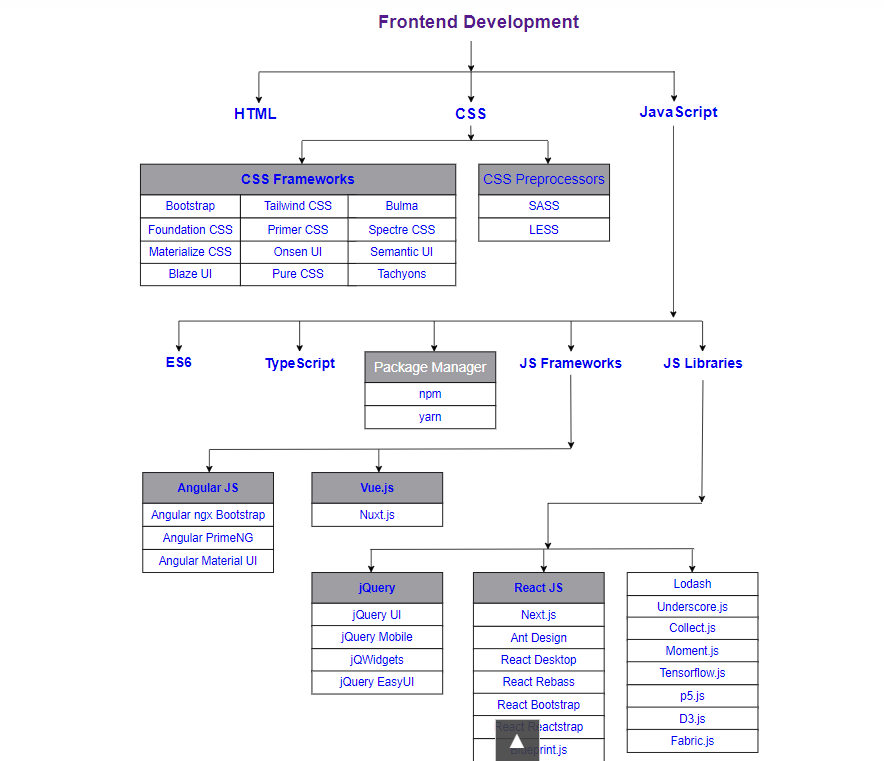 Frontend Development
HTML
CSS
JavaScript
CSS Frameworks
Bootstrap Tailwind CSS Bulma
Foundation CSS Primer CSS Spectre CSS
Materialize CSS Onsen UI Semantic UI
Blaze UI Pure CSS Tachyons
CSS Preprocessors
SASS
LESS
ES6
TypeScript
Package Manager
npm
yarn
JS Frameworks
JS Libraries
Angular JS
Angular ngx Bootstrap
Angular PrimeNG
Angular Material UI
Vue.js
Nuxt.js
jQuery
jQuery UI
jQuery Mobile
jQWidgets
jQuery EasyUI
React JS
Next.js
Ant Design
React Desktop
React Rebass
React Bootstrap
React Reactstrap
Blueprint.js
Lodash
Underscore.js
Collect.js
Moment.js
Tensorflow.js
p5.js
D3.js
Fabric.js